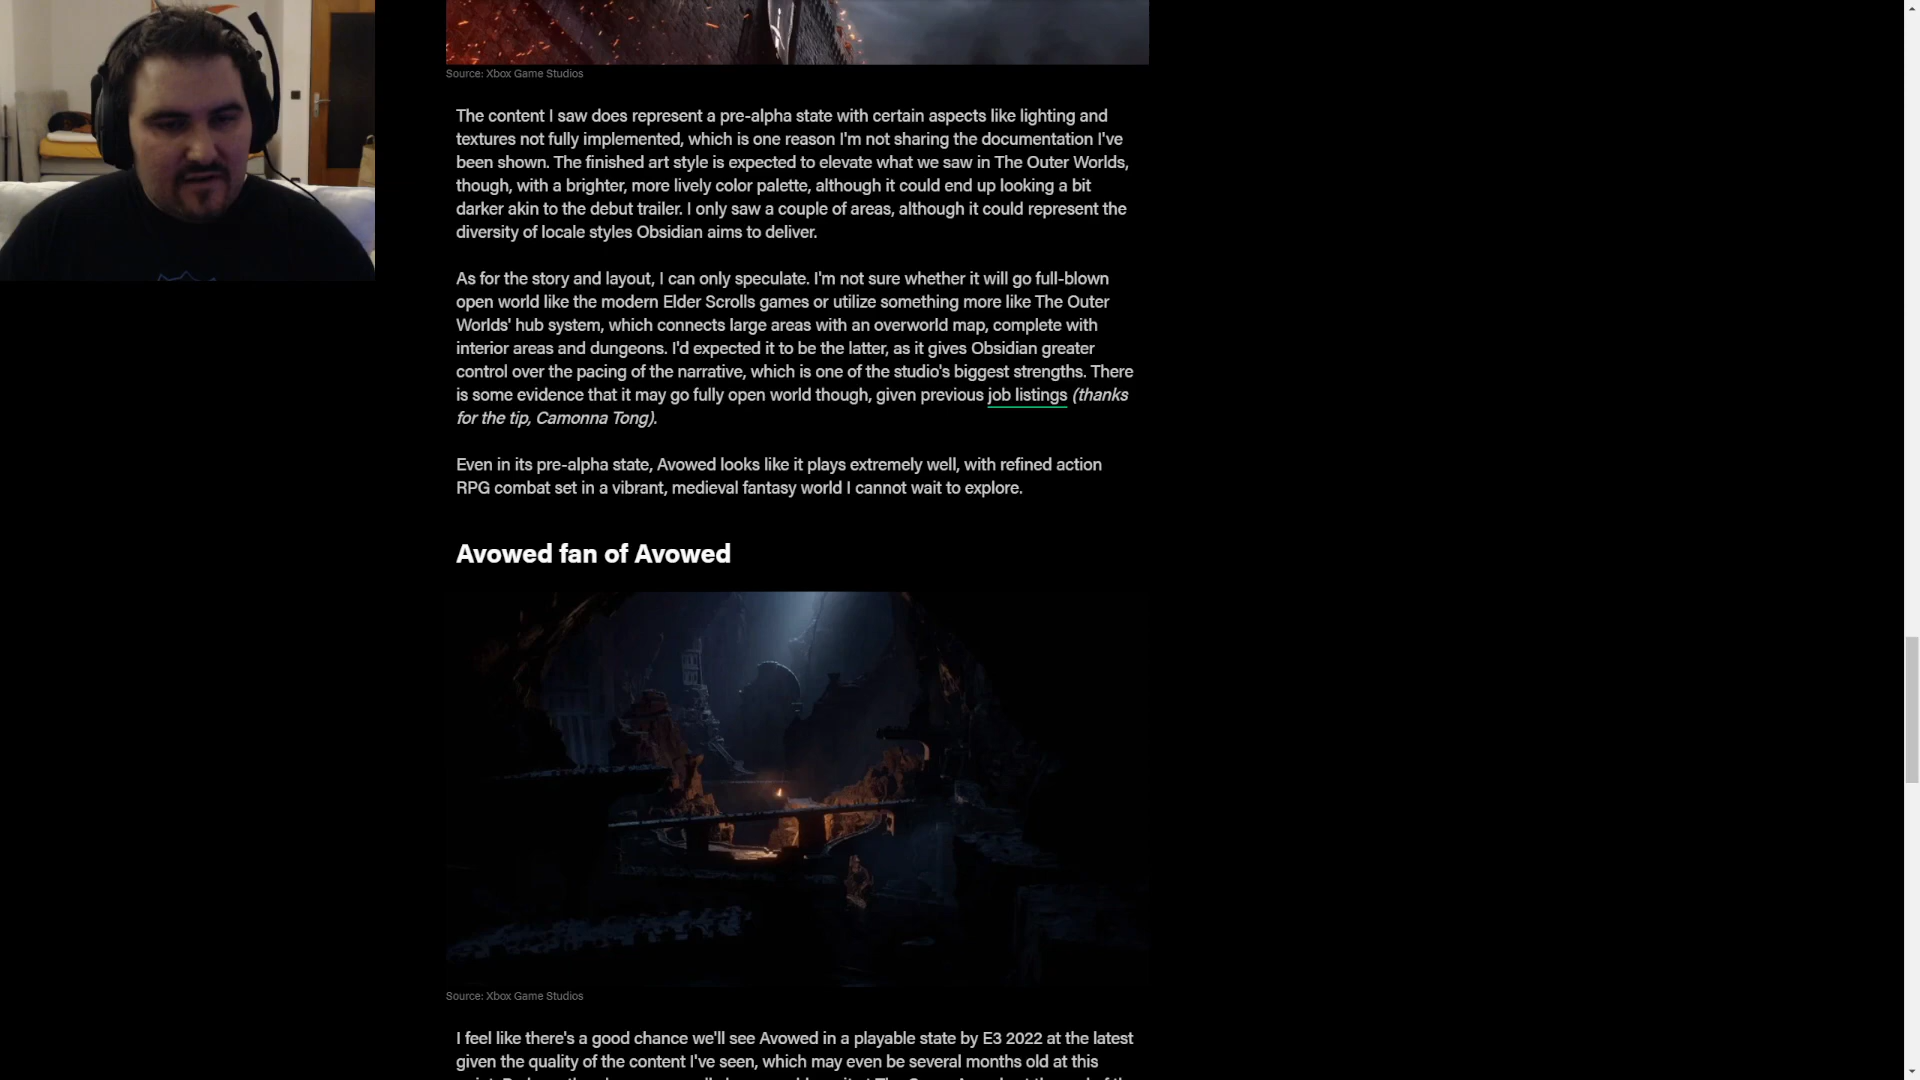 Source: Xbox Game Studios
The content I saw does represent a pre-alpha state with certain aspects like lighting and
textures not fully implemented, which is one reason I'm not sharing the documentation I've
been shown. The finished art style is expected to elevate what we saw in The Outer Worlds,
though, with a brighter, more lively color palette, although it could end up looking a bit
darker akin to the debut trailer. I only saw a couple of areas, although it could represent the
diversity of locale styles Obsidian aims to deliver.
As for the story and layout, I can only speculate. I'm not sure whether it will go full-blown
open world like the modern Elder Scrolls games or utilize something more like The Outer
Worlds' hub system, which connects large areas with an overworld map, complete with
interior areas and dungeons. I'd expected it to be the latter, as it gives Obsidian greater
control over the pacing of the narrative, which is one of the studio's biggest strengths. There
is some evidence that it may go fully open world though, given previous job listings (thanks
for the tip, Camonna Tong).
Even in its pre-alpha state, Avowed looks like it plays extremely well, with refined action
RPG combat set in a vibrant, medieval fantasy world I cannot wait to explore.
Avowed fan of Avowed
Source: Xbox Game Studios
I feel like there's a good chance we'll see Avowed in a playable state by E3 2022 at the latest
given the quality of the content I've seen, which may even be several months old at this